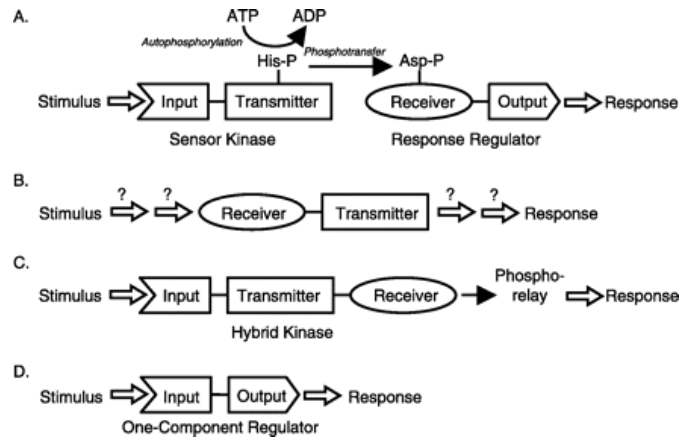 A.
ATP ADP
Autophosphorylation
His-P
Phosphotransfer
Asp-P
Stimulus Input Transmitter Receiver Output Response
Sensor Kinase Response Regulator
B.
? ? ? ?
Stimulus Receiver Transmitter Response
C.
Stimulus Input Transmitter Receiver Phospho-
relay Response
Hybrid Kinase
D.
Stimulus Input Output Response
One-Component Regulator